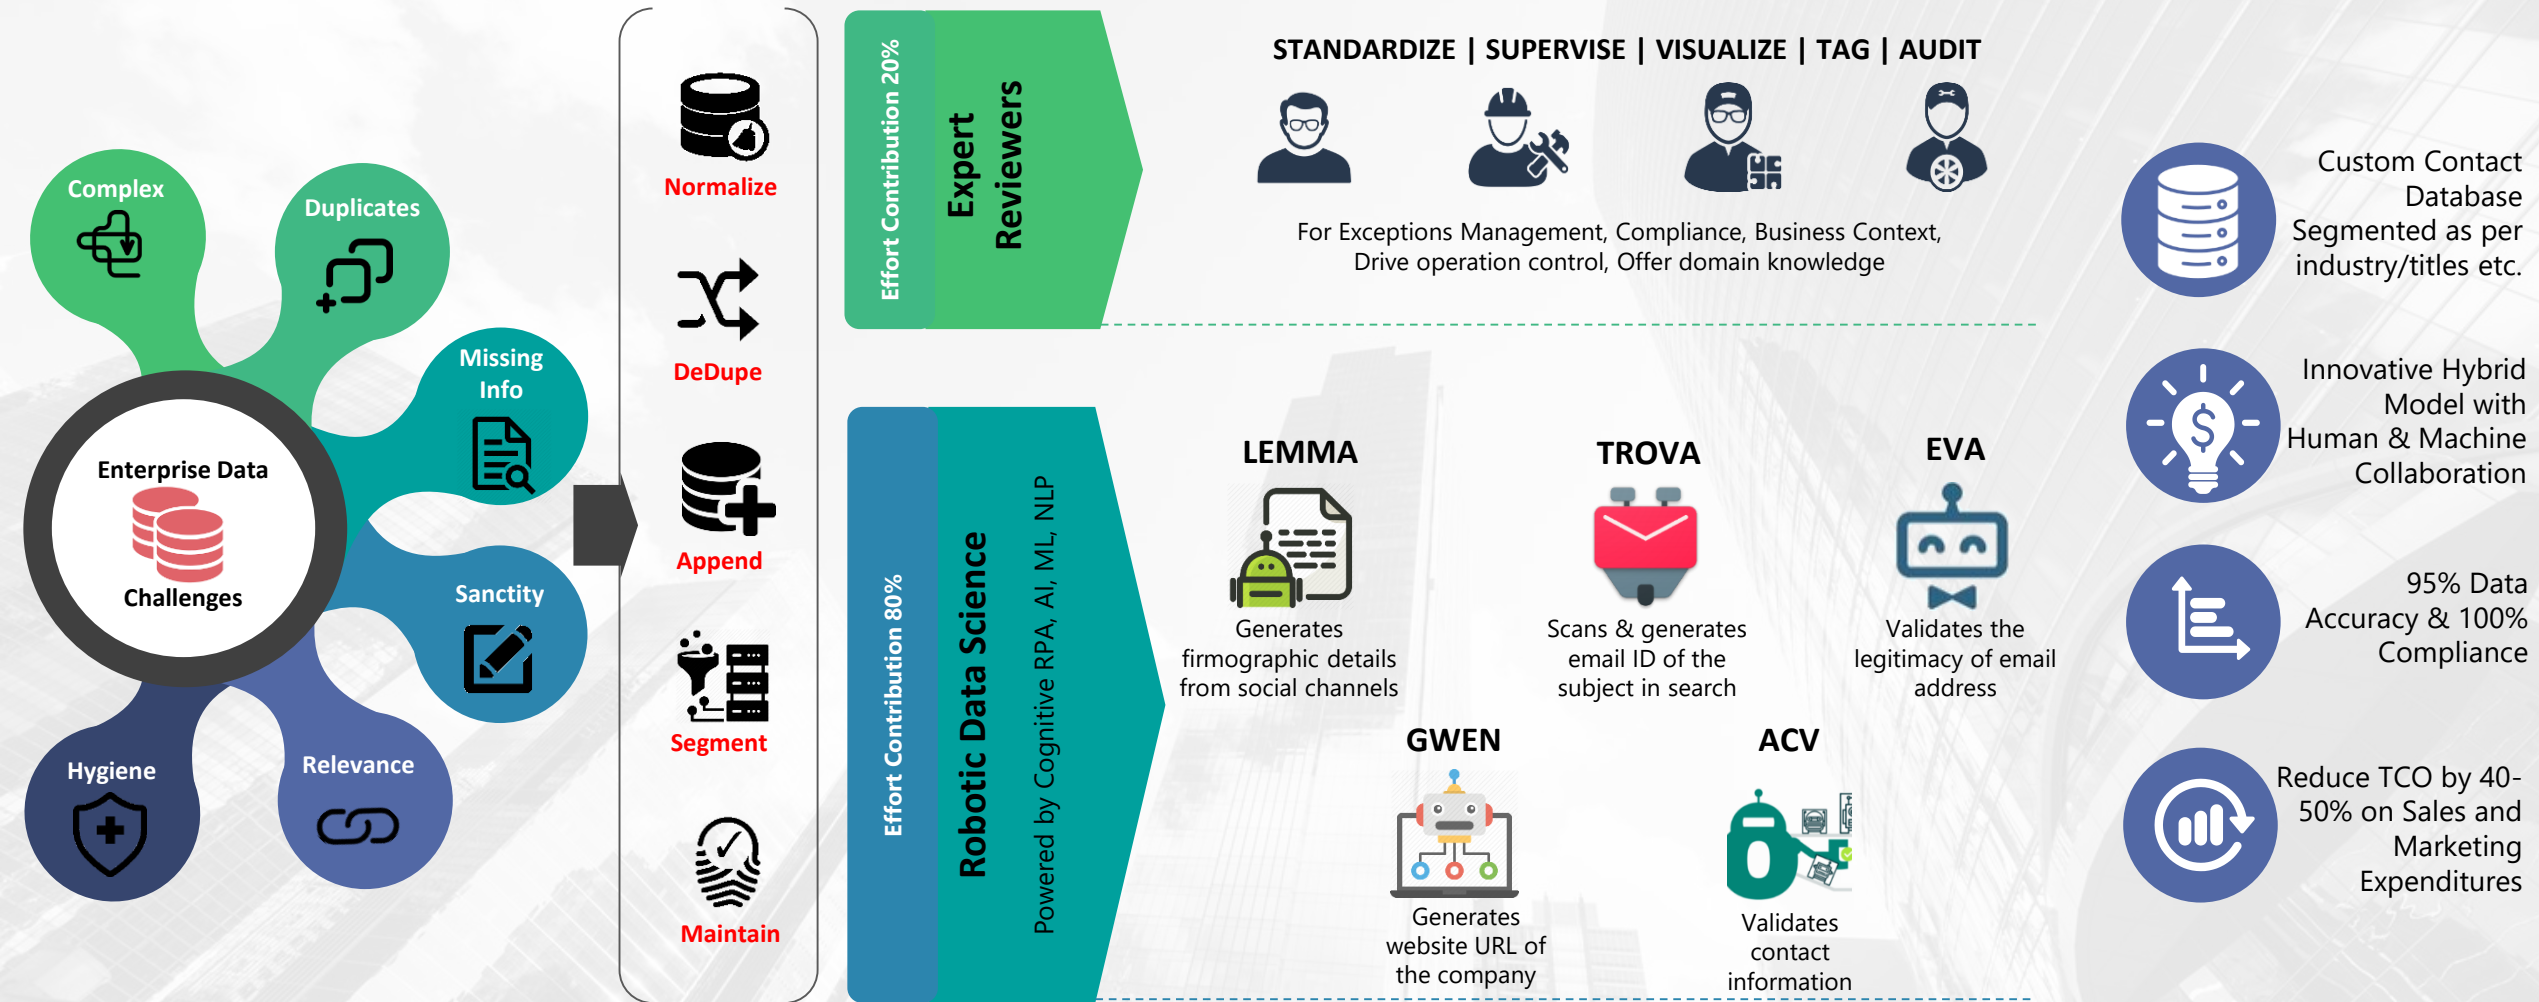 Complex
Duplicates
Missing
Info
Enterprise Data
Challenges
Sanctity
Relevance
Hygiene
Normalize
DeDupe
Append
Segment
Maintain
Effort Contribution 20%
Expert
Reviewers
STANDARDIZE | SUPERVISE | VISUALIZE | TAG | AUDIT
For Exceptions Management, Compliance, Business Context,
Drive operation control, Offer domain knowledge
Effort Contribution 80%
Robotic Data Science
Powered by Cognitive RPA, AI, ML, NLP
LEMMA
Generates
firmographic details
from social channels
TROVA
Scans & generates
email ID of the
subject in search
EVA
Validates the
legitimacy of email
address
GWEN
Generates
website URL of
the company
ACV
Validates
contact
information
Custom Contact
Database
Segmented as per
industry/titles etc.
Innovative Hybrid
Model with
Human & Machine
Collaboration
95% Data
Accuracy & 100%
Compliance
Reduce TCO by 40-
50% on Sales and
Marketing
Expenditures